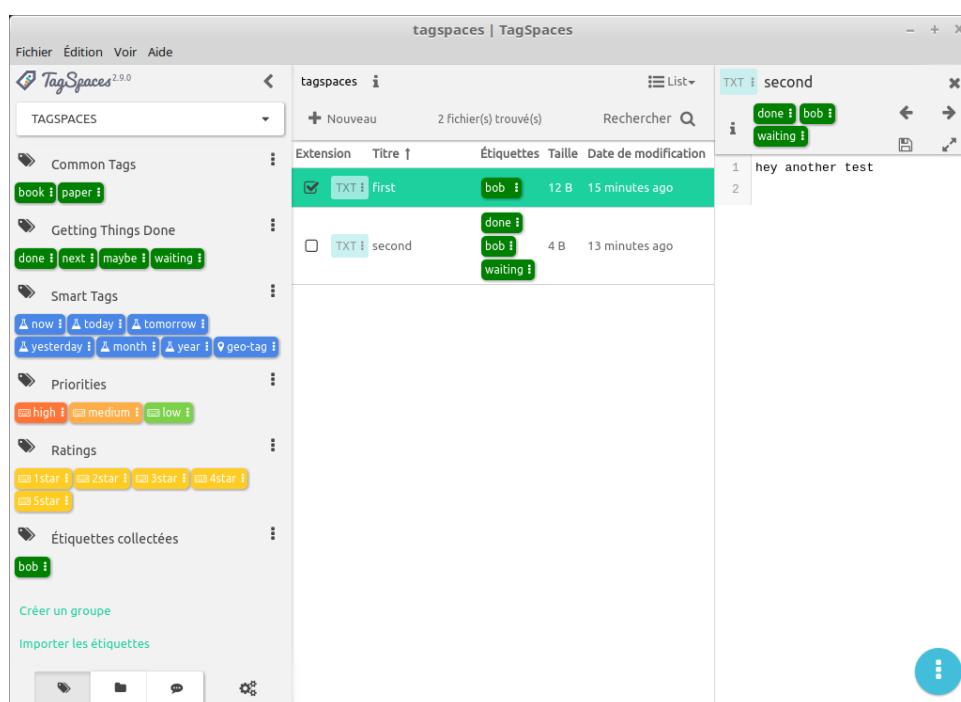 tagspaces | TagSpaces
Fichier Édition Voir Aide
TagSpaces 2.9.0
TAGSPACES
Common Tags
book paper
Getting Things Done
done next maybe waiting
Smart Tags
now today tomorrow
yesterday month year geo-tag
Priorities
high medium low
Ratings
1star 2star 3star 4star
5star
Étiquettes collectées
bob
Créer un groupe
Importer les étiquettes
tagspaces
List
Nouveau 2 fichier(s) trouvé(s) Rechercher
Extension Titre Étiquettes Taille Date de modification
TXT first bob 12 B 15 minutes ago
done
TXT second bob 4 B 13 minutes ago
waiting
TXT second
done bob
waiting
1 hey another test
2